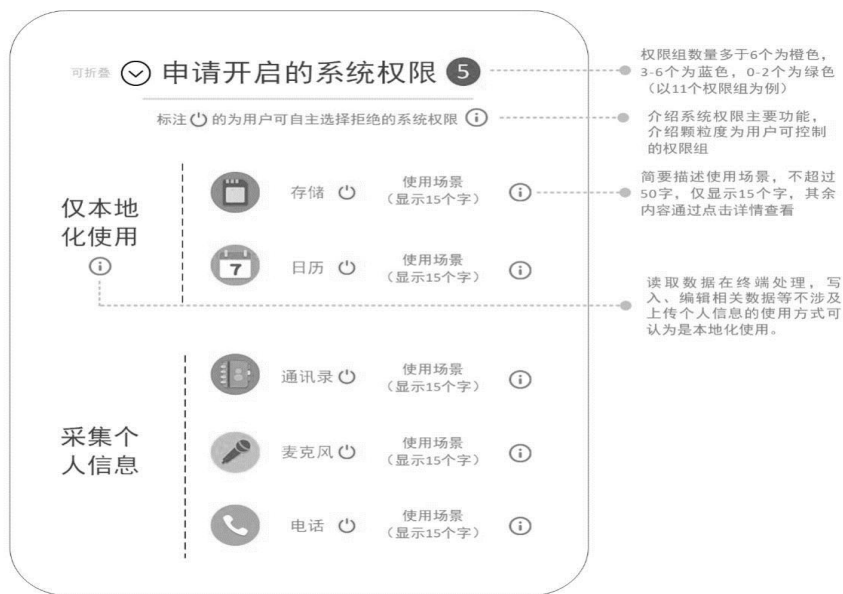 可折叠 申请开启的系统权限 5
标注 的为用户可自主选择拒绝的系统权限
仅本地
化使用
存储
使用场景
（显示15个字）
7
日历
使用场景
（显示15个字）
采集个
人信息
通讯录
使用场景
（显示15个字）
麦克风
使用场景
（显示15个字）
电话
使用场景
（显示15个字）
权限组数量多于6个为橙色，
3-6个为蓝色，0-2个为绿色
（以11个权限组为例）
介绍系统权限主要功能，
介绍颗粒度为用户可控制
的权限组
简要描述使用场景，不超过
50字，仅显示15个字，其余
内容通过点击详情查看
读取数据在终端处理，写
入、编辑相关数据等不涉及
上传个人信息的使用方式可
认为是本地化使用。